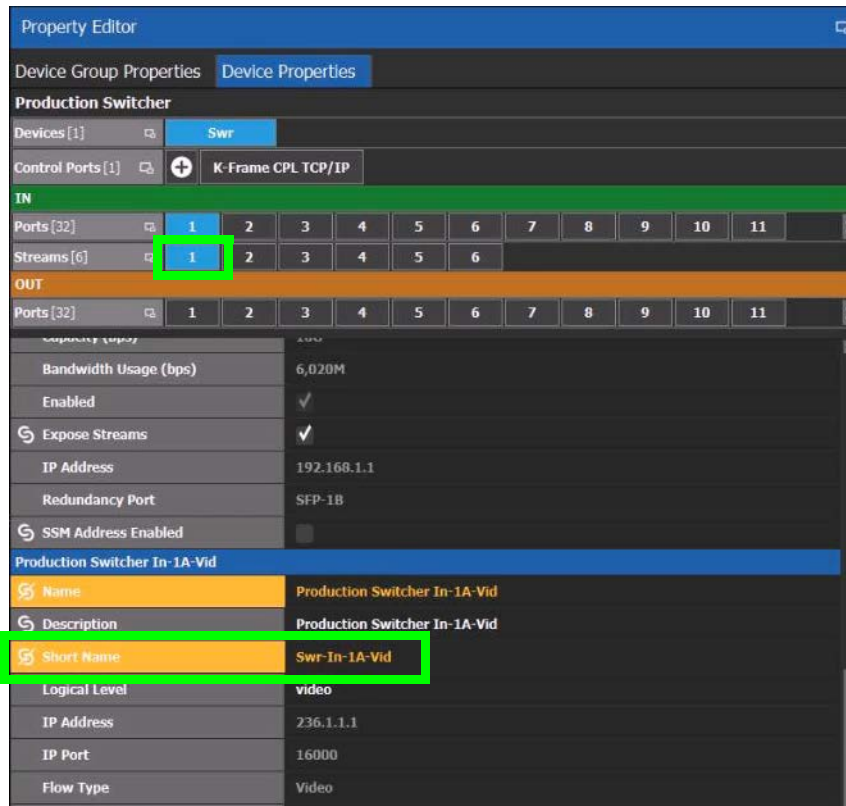 Property Editor
Device Group Properties Device Properties
Production Switcher
Devices [1] Swr
Control Ports [1] K-Frame CPL TCP/IP
IN
Ports [32] 1 2 3 4 5 6 7 8 9 10 11
Streams [6] 1 2 3 4 5 6
OUT
Ports [32] 1 2 3 4 5 6 7 8 9 10 11
Capacity (bps)
Bandwidth Usage (bps) 6,020M
Enabled
Expose Streams
IP Address 192.168.1.1
Redundancy Port SFP-1B
SSM Address Enabled
Production Switcher In-1A-Vid
Name Production Switcher In-1A-Vid
Description Production Switcher In-1A-Vid
Short Name Swr-In-1A-Vid
Logical Level video
IP Address 236.1.1.1
IP Port 16000
Flow Type Video